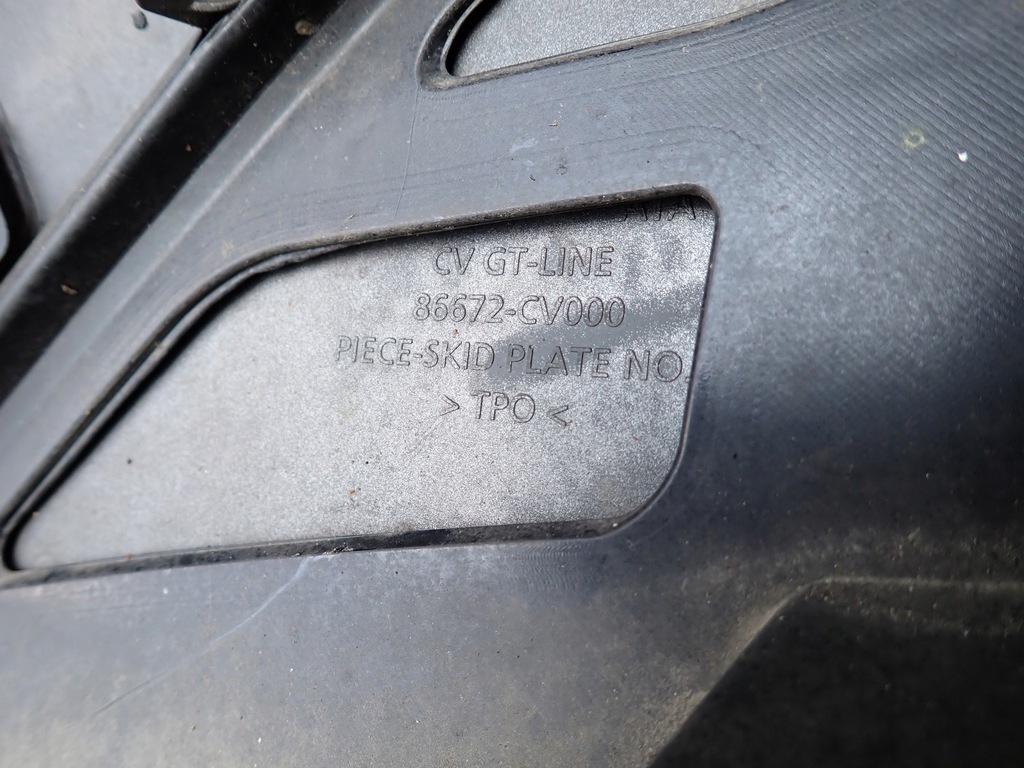 CV GT-LINE
86672-CV000
PIECE-SKID PLATE NO.
> TPO <